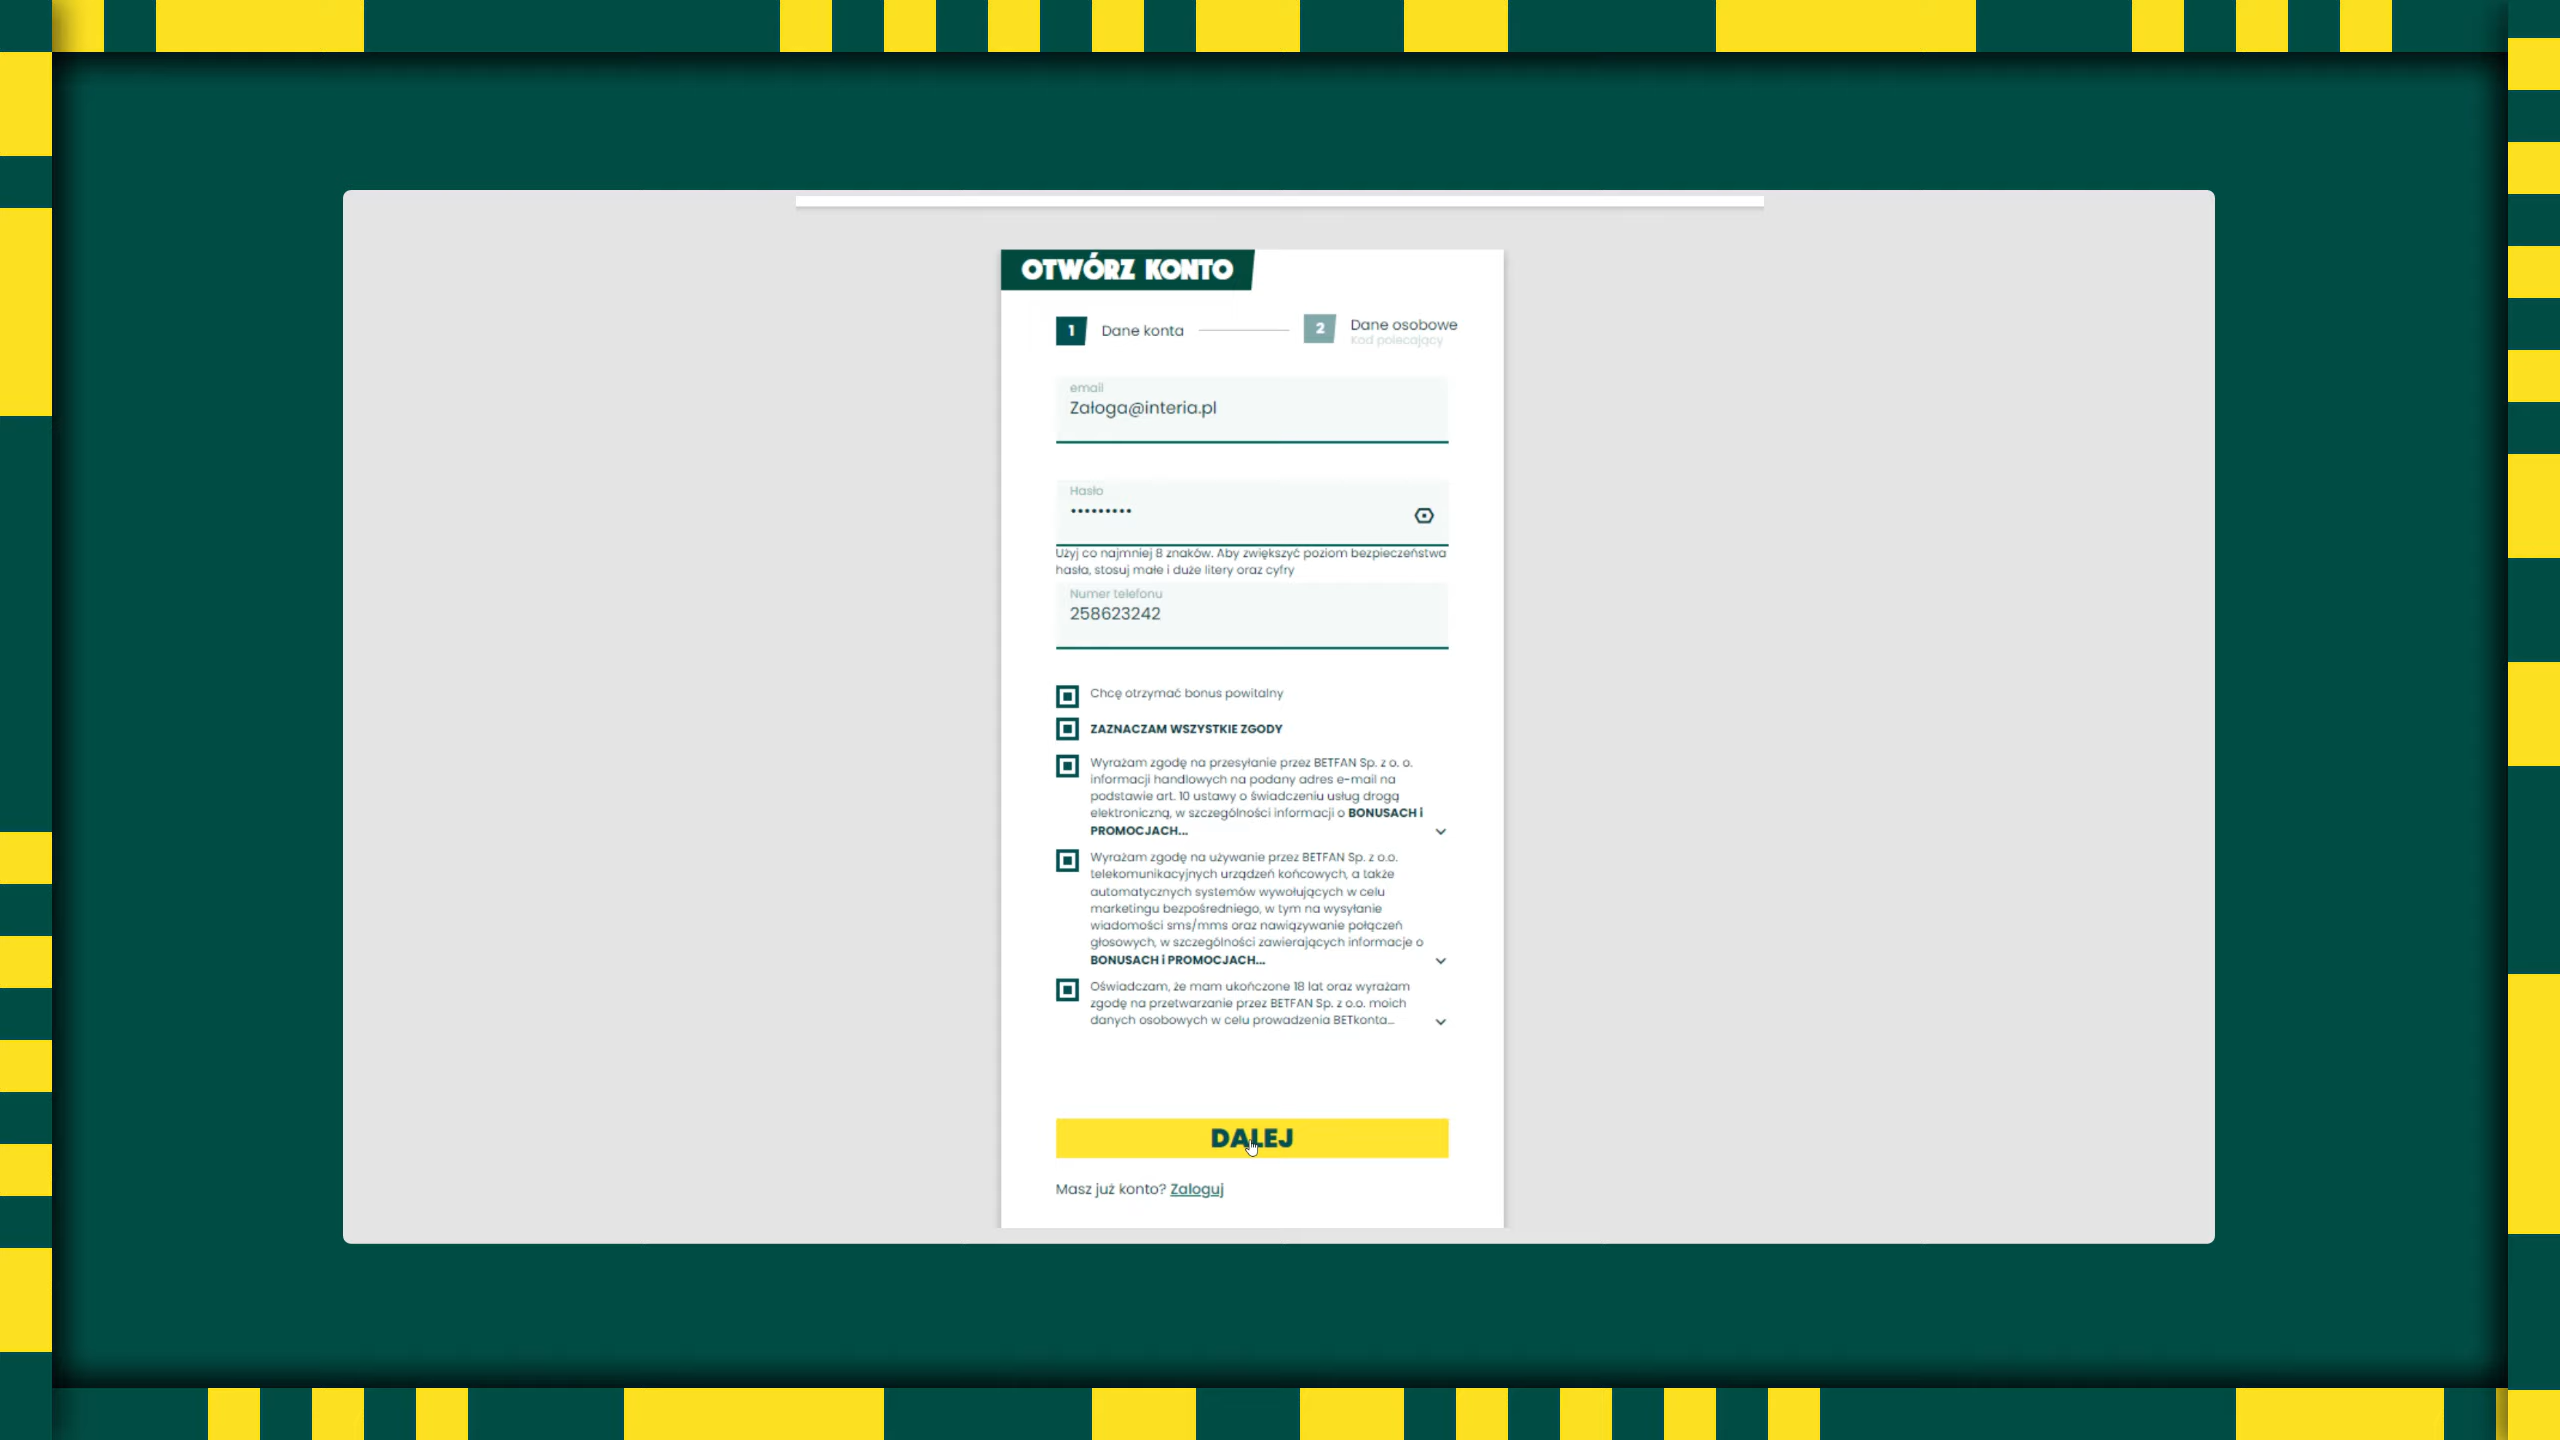 OTWÓRZ KONTO
1 Dane konta
2 Dane osobowe
Kod polecający
email
Załoga@interia.pl
Hasło
•••••••••
Użyj co najmniej 8 znaków. Aby zwiększyć poziom bezpieczeństwa
hasła, stosuj małe i duże litery oraz cyfry
Numer telefonu
258623242
Chcę otrzymać bonus powitalny
ZAZNACZAM WSZYSTKIE ZGODY
Wyrażam zgodę na przesyłanie przez BETFAN Sp. z o. o.
informacji handlowych na podany adres e-mail na
podstawie art. 10 ustawy o świadczeniu usług drogą
elektroniczną, w szczególności informacji o BONUSACH i
PROMOCJACH...
Wyrażam zgodę na używanie przez BETFAN Sp. z o.o.
telekomunikacyjnych urządzeń końcowych, a także
automatycznych systemów wywołujących w celu
marketingu bezpośredniego, w tym na wysyłanie
wiadomości sms/mms oraz nawiązywanie połączeń
głosowych, w szczególności zawierających informacje o
BONUSACH i PROMOCJACH...
Oświadczam, że mam ukończone 18 lat oraz wyrażam
zgodę na przetwarzanie przez BETFAN Sp. z o.o. moich
danych osobowych w celu prowadzenia BETkonta...
DALEJ
Masz już konto? Zaloguj